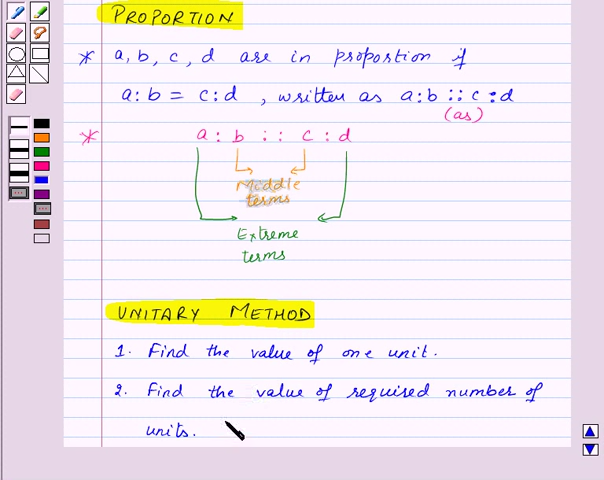 PROPORTION
* a, b, c, d are in proportion if
a:b = c:d , written as a:b :: c:d
(as)
* a : b : : c : d
Middle
terms
Extreme
terms
UNITARY METHOD
1. Find the value of one unit.
2. Find the value of required number of
units.